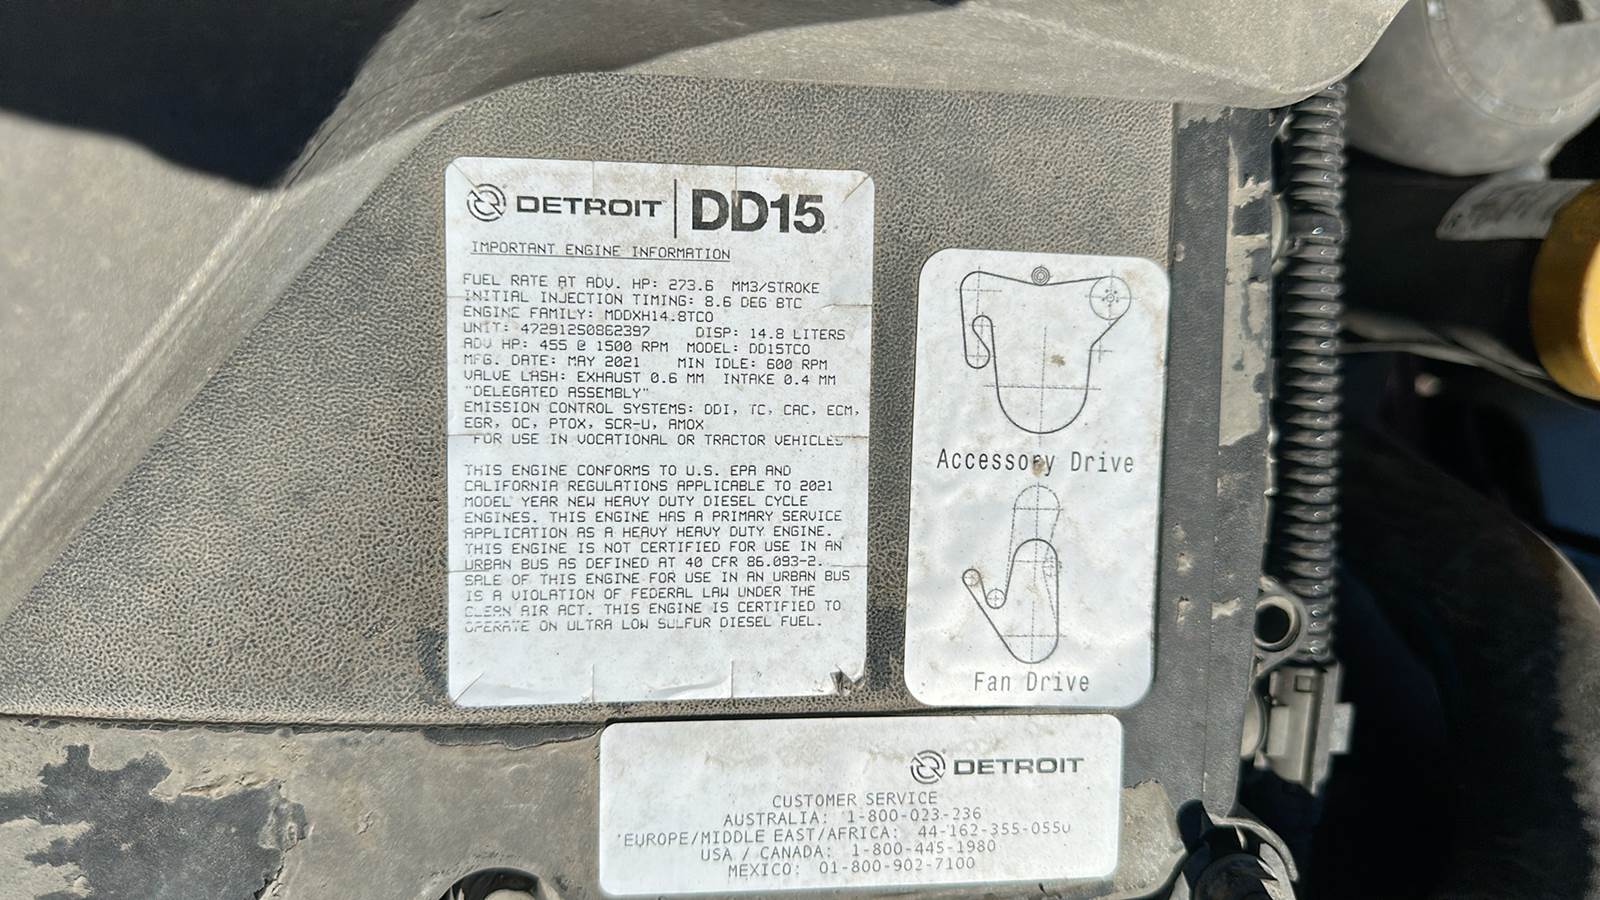 DETROIT | DD15
IMPORTANT ENGINE INFORMATION
FUEL RATE AT ADV. HP: 273.6 MM3/STROKE
INITIAL INJECTION TIMING: 8.6 DEG BTC
ENGINE FAMILY: MDDXH14.8TCO
UNIT: 472912S0862397 DISP: 14.8 LITERS
ADV HP: 455 @ 1500 RPM MODEL: DD15TCO
MFG. DATE: MAY 2021 MIN IDLE: 600 RPM
VALVE LASH: EXHAUST 0.6 MM INTAKE 0.4 MM
"DELEGATED ASSEMBLY"
EMISSION CONTROL SYSTEMS: DDI, TC, CAC, ECM,
EGR, OC, PTOX, SCR-U, AMOX
FOR USE IN VOCATIONAL OR TRACTOR VEHICLES
THIS ENGINE CONFORMS TO U.S. EPA AND
CALIFORNIA REGULATIONS APPLICABLE TO 2021
MODEL YEAR NEW HEAVY DUTY DIESEL CYCLE
ENGINES. THIS ENGINE HAS A PRIMARY SERVICE
APPLICATION AS A HEAVY HEAVY DUTY ENGINE.
THIS ENGINE IS NOT CERTIFIED FOR USE IN AN
URBAN BUS AS DEFINED AT 40 CFR 86.093-2.
SALE OF THIS ENGINE FOR USE IN AN URBAN BUS
IS A VIOLATION OF FEDERAL LAW UNDER THE
CLEAN AIR ACT. THIS ENGINE IS CERTIFIED TO
OPERATE ON ULTRA LOW SULFUR DIESEL FUEL.
Accessory Drive
Fan Drive
DETROIT
CUSTOMER SERVICE
AUSTRALIA: 1-800-023-236
EUROPE/MIDDLE EAST/AFRICA: 44-162-355-0550
USA / CANADA: 1-800-445-1980
MEXICO: 01-800-902-7100